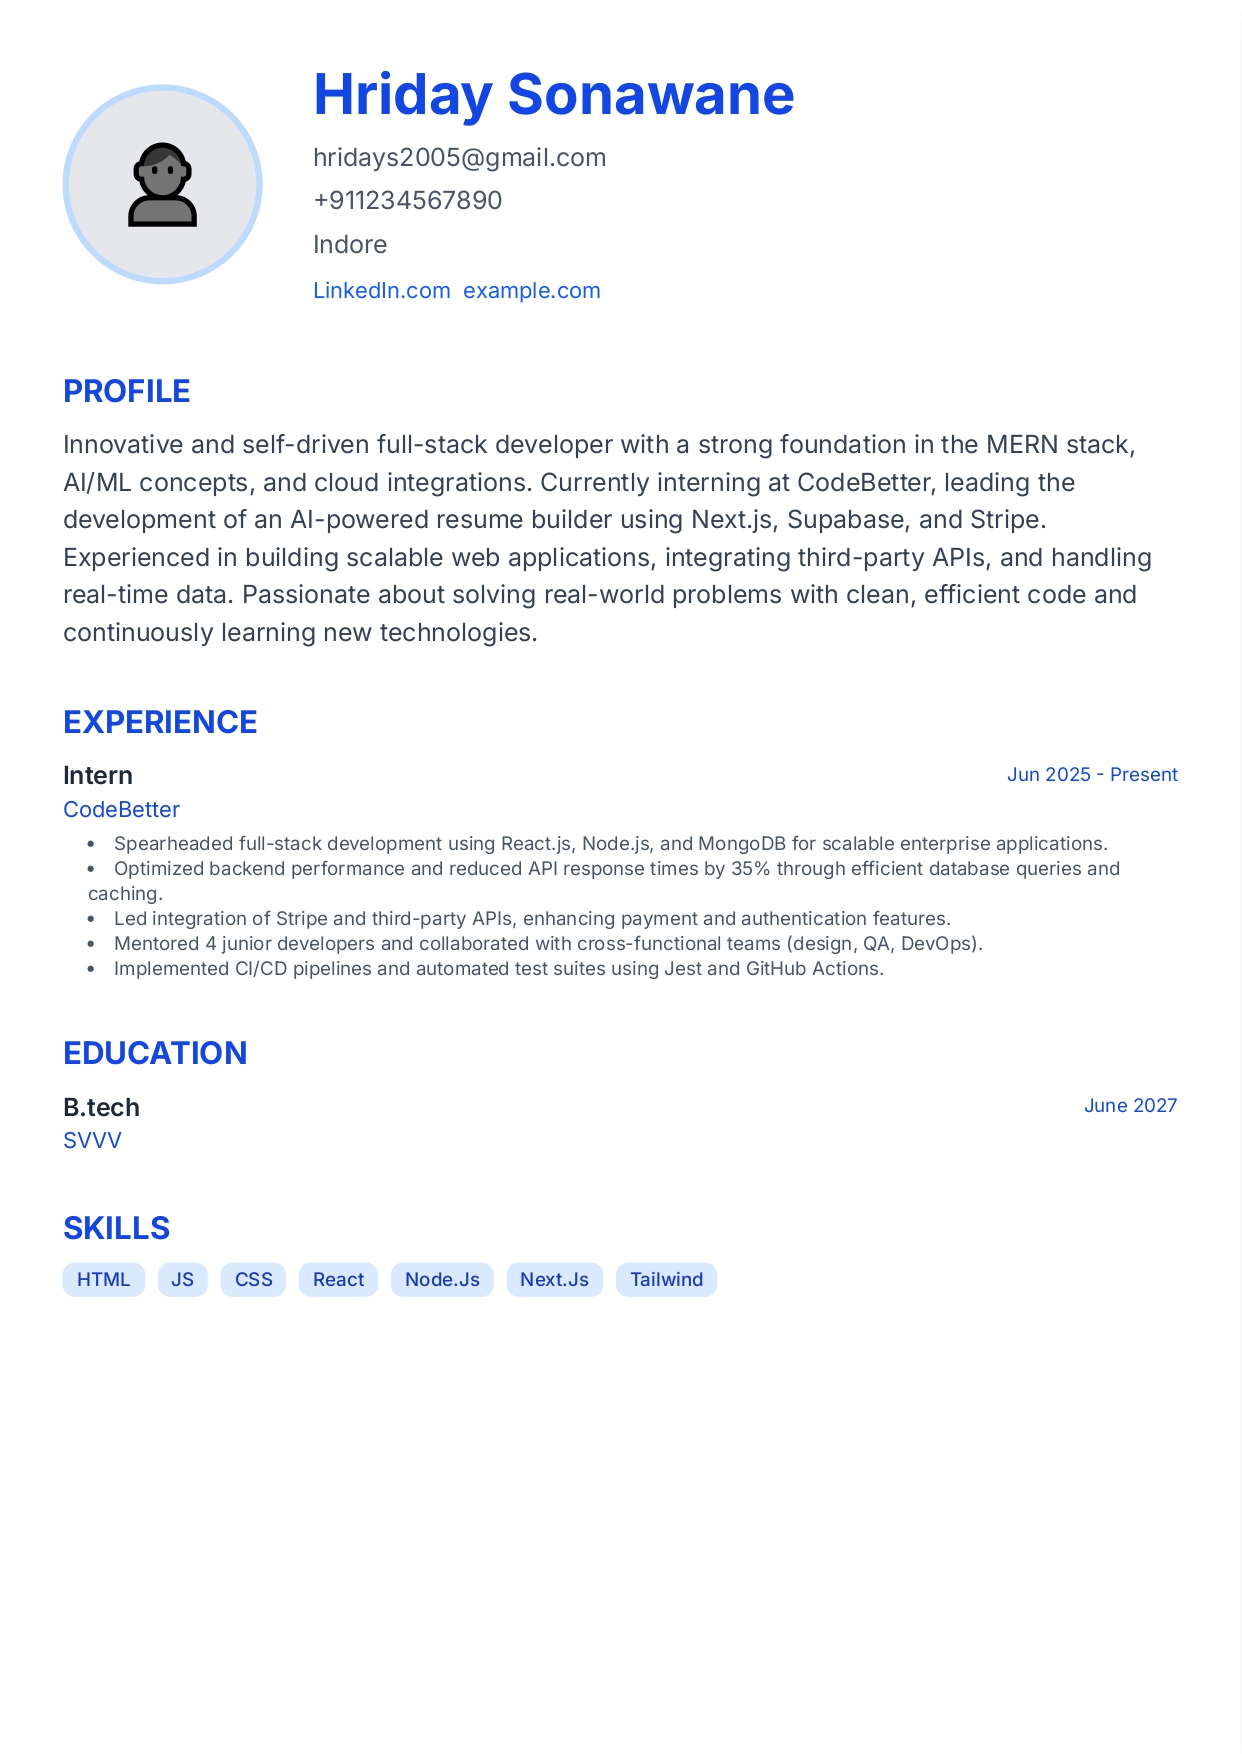 Hriday Sonawane
hridays2005@gmail.com
+911234567890
Indore
LinkedIn.com example.com
PROFILE
Innovative and self-driven full-stack developer with a strong foundation in the MERN stack,
AI/ML concepts, and cloud integrations. Currently interning at CodeBetter, leading the
development of an AI-powered resume builder using Next.js, Supabase, and Stripe.
Experienced in building scalable web applications, integrating third-party APIs, and handling
real-time data. Passionate about solving real-world problems with clean, efficient code and
continuously learning new technologies.
EXPERIENCE
Intern Jun 2025 - Present
CodeBetter
• Spearheaded full-stack development using React.js, Node.js, and MongoDB for scalable enterprise applications.
• Optimized backend performance and reduced API response times by 35% through efficient database queries and
caching.
• Led integration of Stripe and third-party APIs, enhancing payment and authentication features.
• Mentored 4 junior developers and collaborated with cross-functional teams (design, QA, DevOps).
• Implemented CI/CD pipelines and automated test suites using Jest and GitHub Actions.
EDUCATION
B.tech June 2027
SVVV
SKILLS
HTML JS CSS React Node.Js Next.Js Tailwind